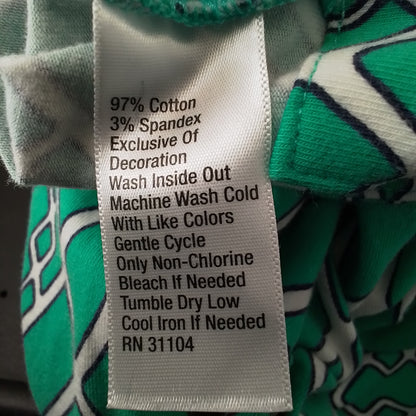 97% Cotton
3% Spandex
Exclusive Of
Decoration
Wash Inside Out
Machine Wash Cold
With Like Colors
Gentle Cycle
Only Non-Chlorine
Bleach If Needed
Tumble Dry Low
Cool Iron If Needed
RN 31104